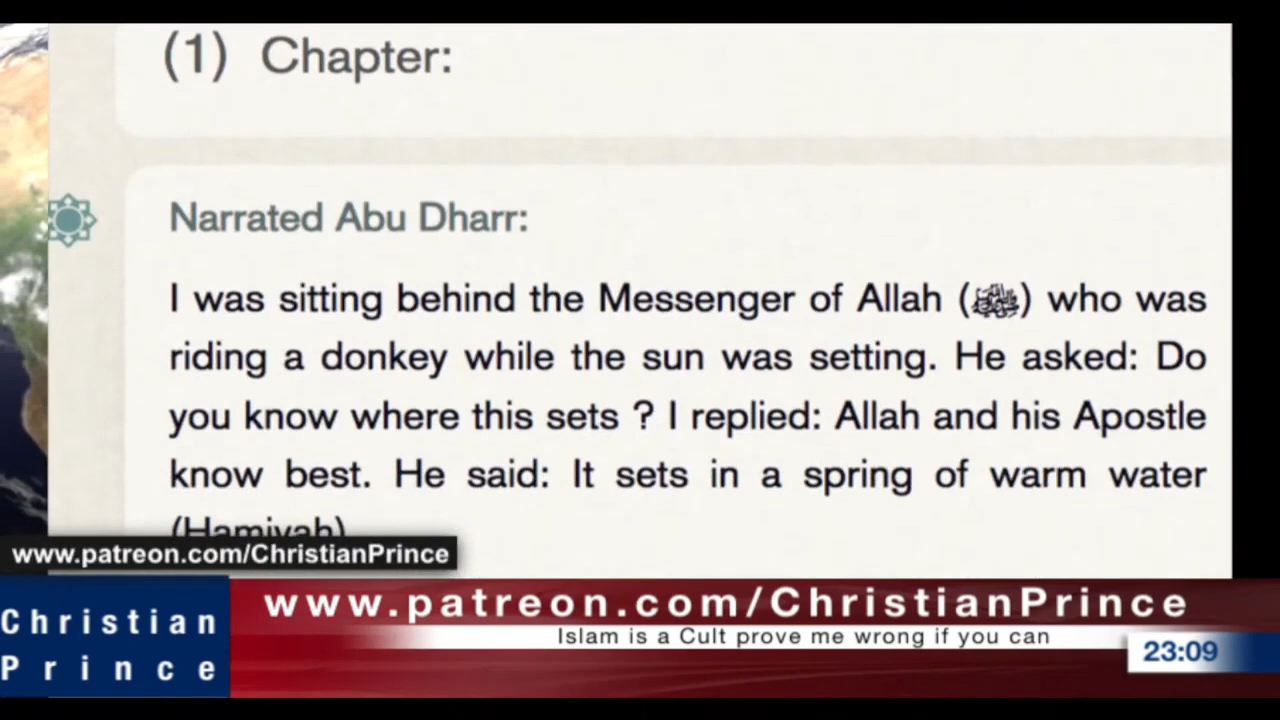 (1) Chapter:
Narrated Abu Dharr:
I was sitting behind the Messenger of Allah (ﷺ) who was
riding a donkey while the sun was setting. He asked: Do
you know where this sets ? I replied: Allah and his Apostle
know best. He said: It sets in a spring of warm water
(Hamiyah)
www.patreon.com/ChristianPrince
www.patreon.com/ChristianPrince
Islam is a Cult prove me wrong if you can
Christian
Prince
23:09